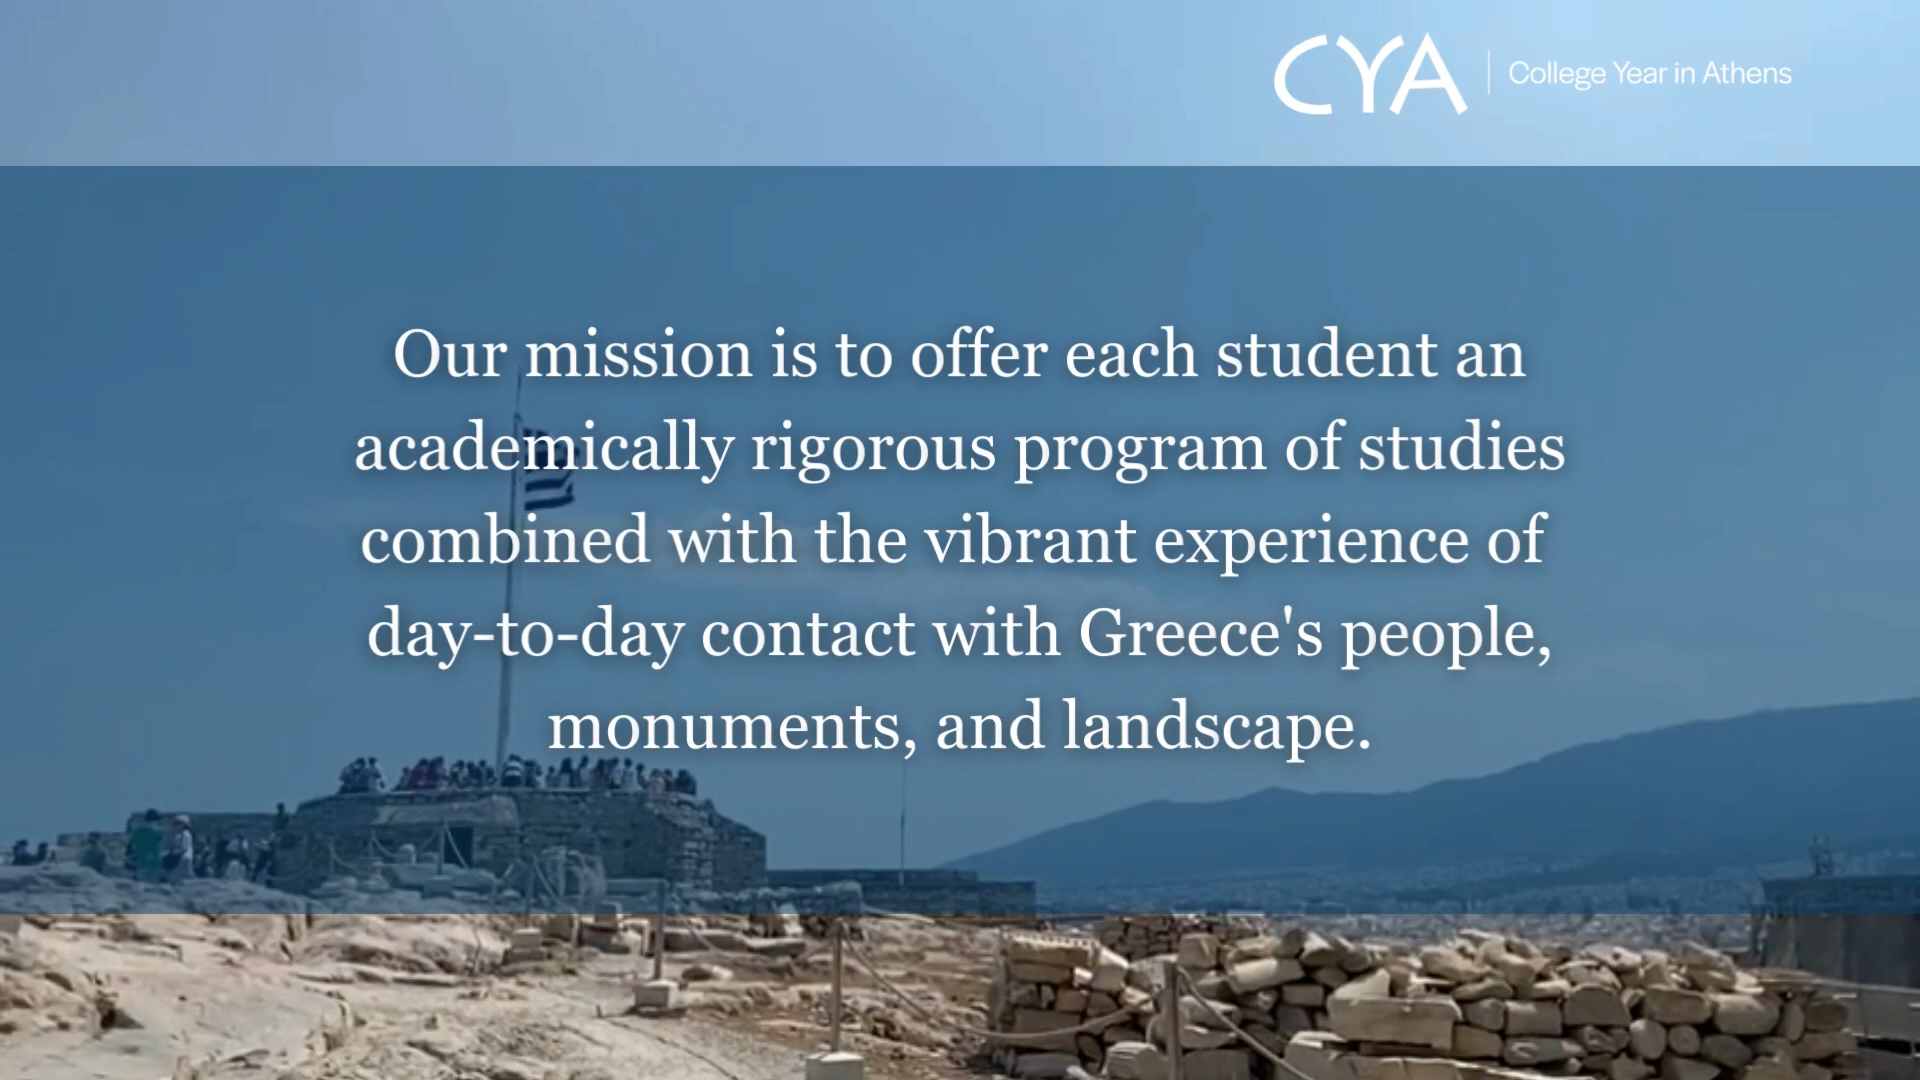 CYA | College Year in Athens
Our mission is to offer each student an
academically rigorous program of studies
combined with the vibrant experience of
day-to-day contact with Greece's people,
monuments, and landscape.